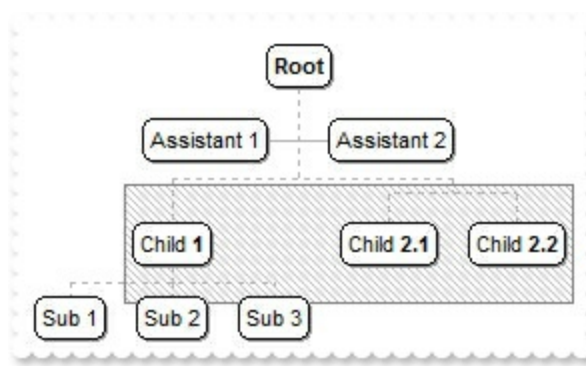 Root
Assistant 1 Assistant 2
Child 1 Child 2.1 Child 2.2
Sub 1 Sub 2 Sub 3